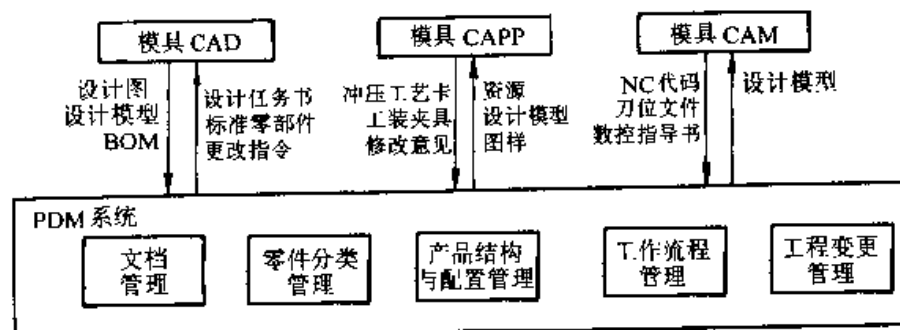 模具 CAD
模具 CAPP
模具 CAM
设计图
设计模型
BOM
设计任务书
标准零部件
更改指令
冲压工艺卡
工装夹具
修改意见
资源
设计模型
图样
NC代码
刃位文件
数控指导书
设计模型
PDM 系统
文档
管理
零件分类
管理
产品结构
与配置管理
工作流程
管理
工程变更
管理